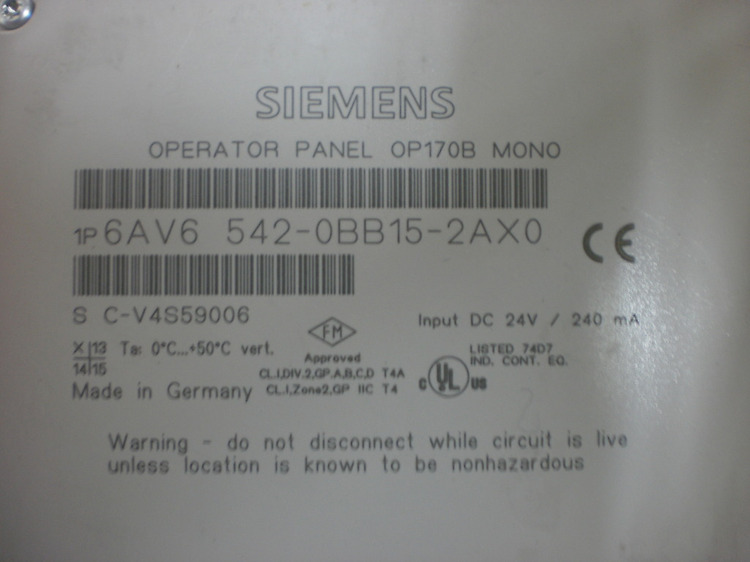 SIEMENS
OPERATOR PANEL OP170B MONO
1P 6AV6 542-0BB15-2AX0
CE
S C-V4S59006
Input DC 24V / 240 mA
X 13
14 15
Ta: 0°C...+50°C vert.
FM
Approved
CL.I,DIV.2,GP.A,B,C,D T4A
CL.I,Zone2,GP IIC T4
C UL US
LISTED 74D7
IND. CONT. EQ.
Made in Germany
Warning - do not disconnect while circuit is live
unless location is known to be nonhazardous